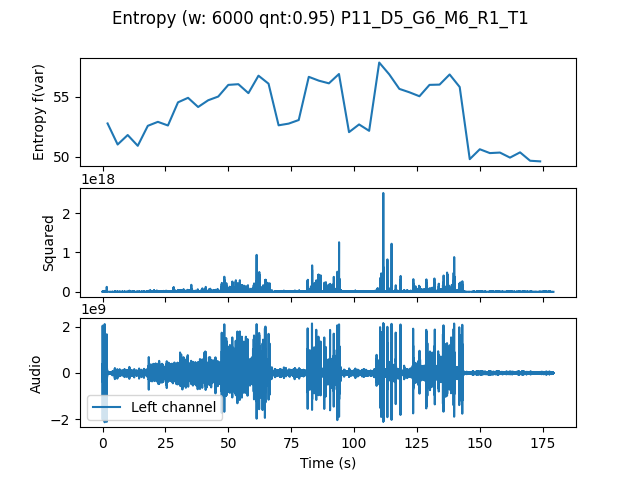 Entropy (w: 6000 qnt:0.95) P11_D5_G6_M6_R1_T1
Entropy f(var)
55
50
1e18
Squared
2
1
0
1e9
Audio
2
0
−2
Left channel
0
25
50
75
100
125
150
175
Time (s)